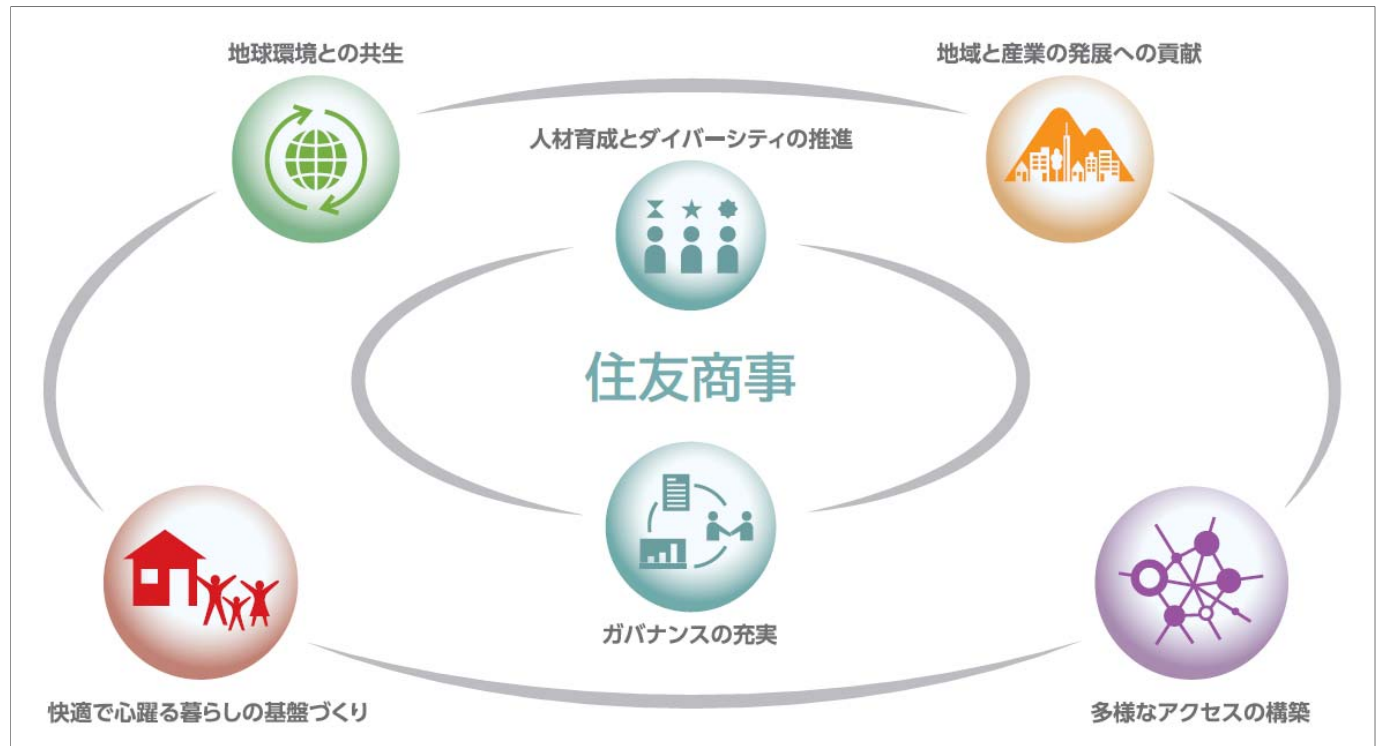 地球環境との共生
地域と産業の発展への貢献
人材育成とダイバーシティの推進
住友商事
ガバナンスの充実
快適で心躍る暮らしの基盤づくり
多様なアクセスの構築